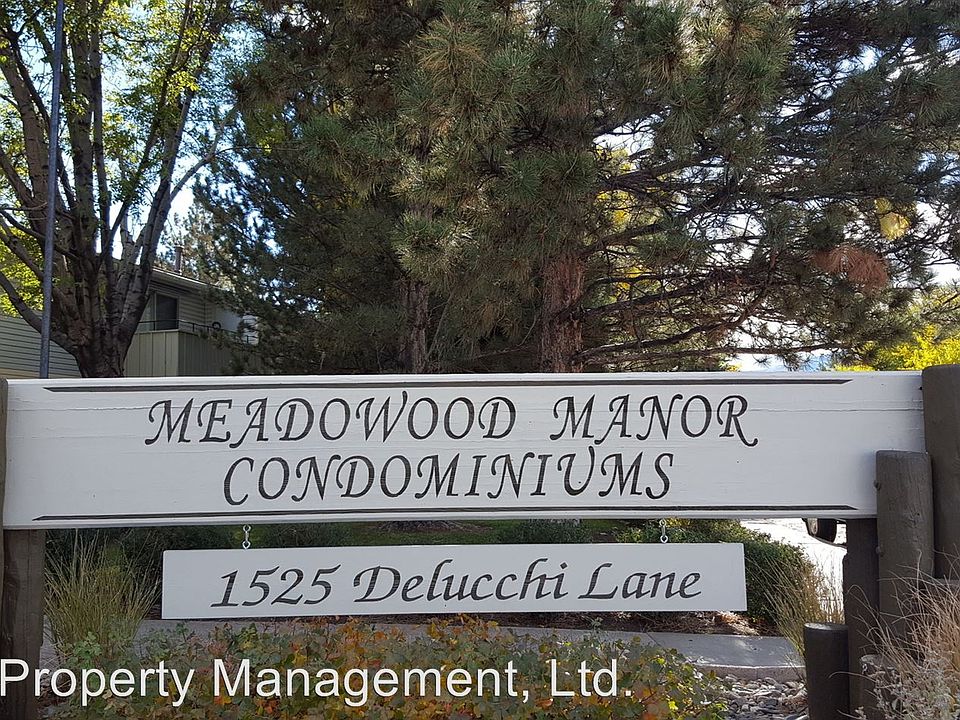 MEADOWOOD MANOR
CONDOMINIUMS
1525 Delucchi Lane
Property Management, Ltd.